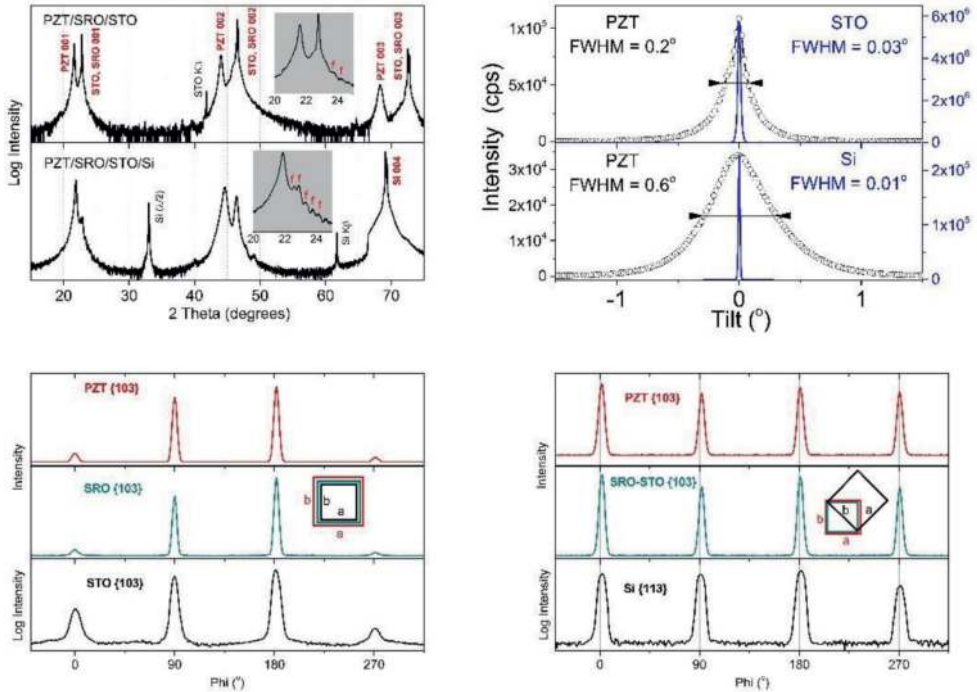 PZT/SRO/STO
PZT 001
STO, SRO 001
STO Kβ
PZT 002
STO, SRO 002
PZT 003
STO, SRO 003
f f
20 22 24
Log Intensity
PZT/SRO/STO/Si
Si (λ/2)
f f f f f
20 22 24
Si Kβ
Si 004
20 30 40 50 60 70
2 Theta (degrees)
PZT
FWHM = 0.2°
STO
FWHM = 0.03°
1x10⁵
5x10⁴
0
6x10⁶
4x10⁶
3x10⁶
2x10⁶
0
Intensity (cps)
PZT
FWHM = 0.6°
Si
FWHM = 0.01°
3x10⁴
2x10⁴
1x10⁴
0
2x10⁵
1x10⁵
5x10⁴
0
-1 0 1
Tilt (°)
PZT {103}
Intensity
SRO {103}
b b a
a
STO {103}
Log Intensity
0 90 180 270
Phi (°)
PZT {103}
Intensity
SRO-STO {103}
b b a
a
Si {113}
Log Intensity
0 90 180 270
Phi (°)